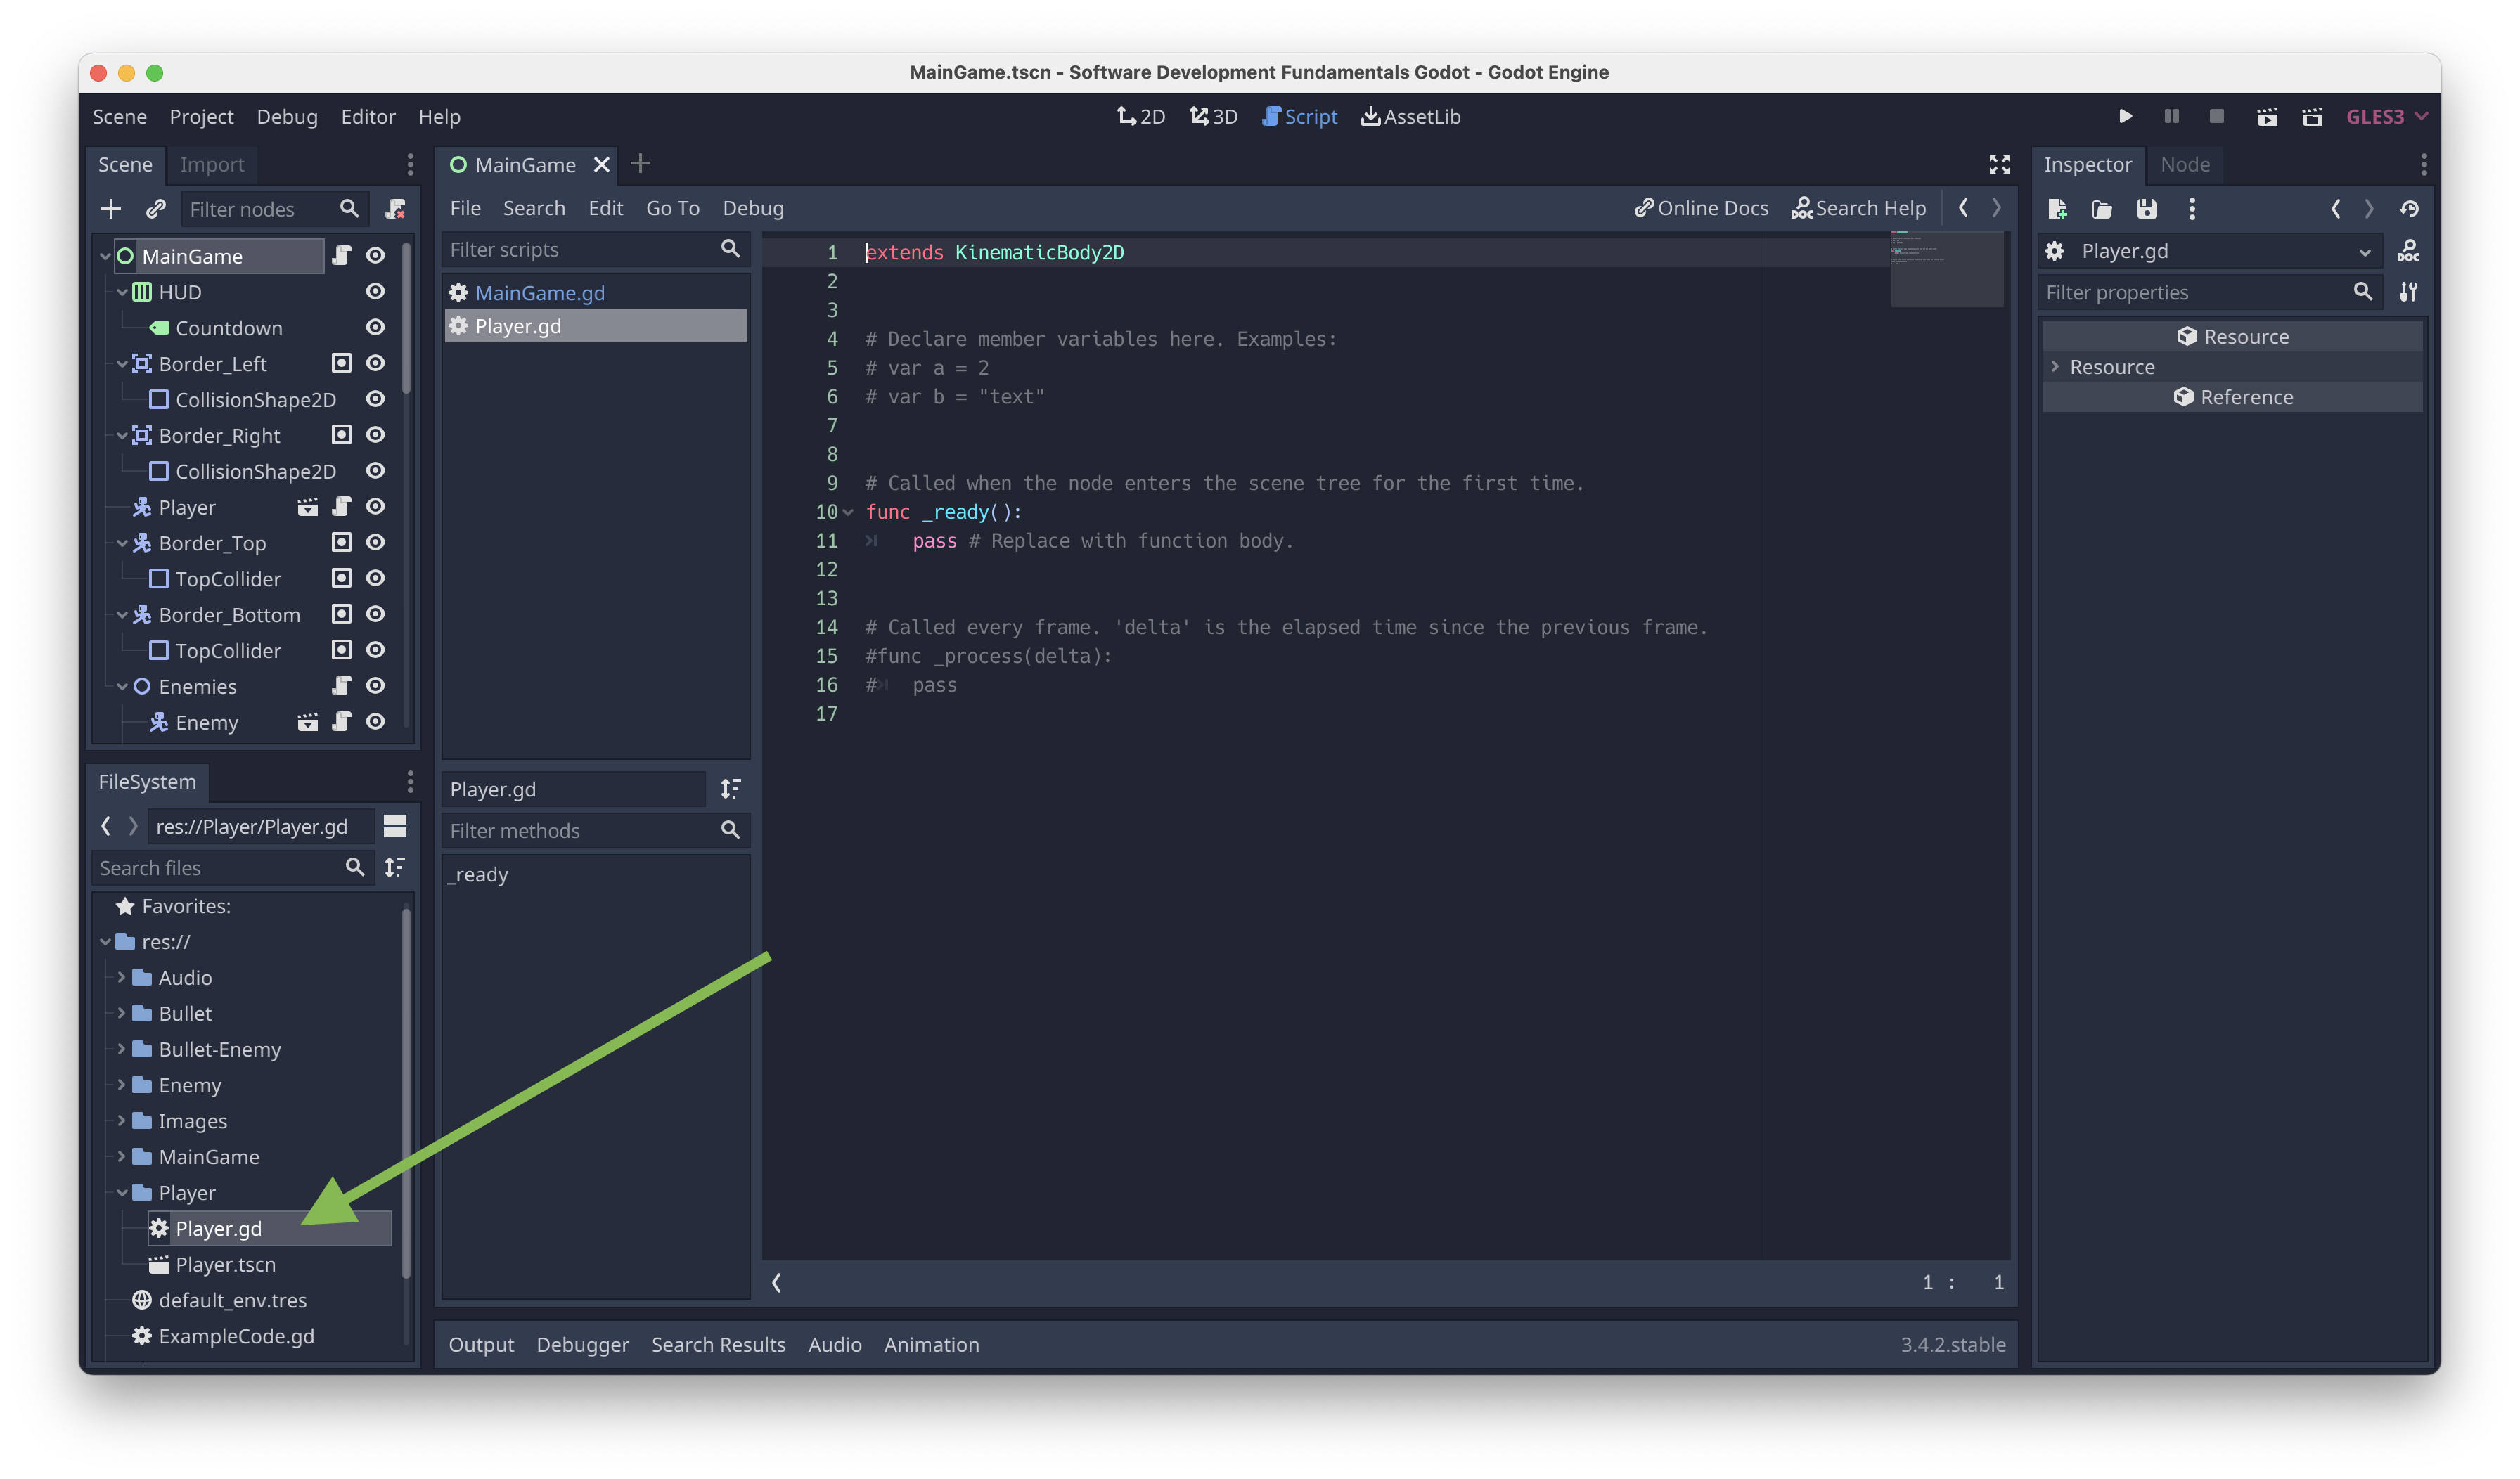 MainGame.tscn - Software Development Fundamentals Godot - Godot Engine
Scene Project Debug Editor Help
2D 3D Script AssetLib
GLES3
Scene Import
Filter nodes
MainGame
HUD
Countdown
Border_Left
CollisionShape2D
Border_Right
CollisionShape2D
Player
Border_Top
TopCollider
Border_Bottom
TopCollider
Enemies
Enemy
FileSystem
res://Player/Player.gd
Search files
Favorites:
res://
Audio
Bullet
Bullet-Enemy
Enemy
Images
MainGame
Player
Player.gd
Player.tscn
default_env.tres
ExampleCode.gd
MainGame
File Search Edit Go To Debug
Online Docs DOC Search Help
Filter scripts
MainGame.gd
Player.gd
Player.gd
Filter methods
_ready
1 extends KinematicBody2D
2
3
4 # Declare member variables here. Examples:
5 # var a = 2
6 # var b = "text"
7
8
9 # Called when the node enters the scene tree for the first time.
10 func _ready():
11 pass # Replace with function body.
12
13
14 # Called every frame. 'delta' is the elapsed time since the previous frame.
15 #func _process(delta):
16 # pass
17
1 : 1
Output Debugger Search Results Audio Animation
3.4.2.stable
Inspector Node
Player.gd
DOC
Filter properties
Resource
Resource
Reference